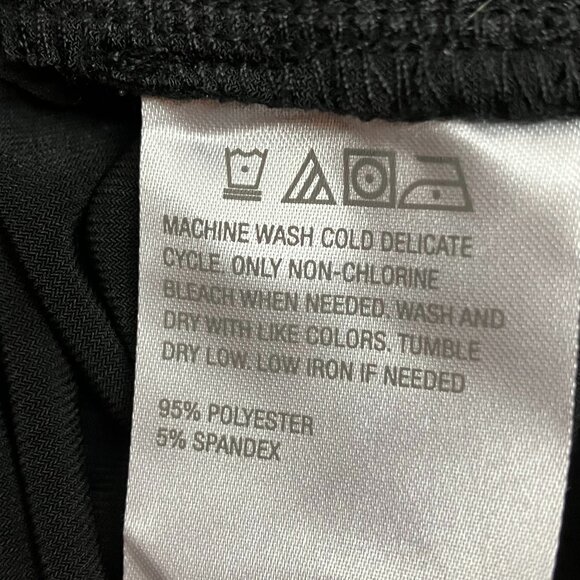 MACHINE WASH COLD DELICATE
CYCLE. ONLY NON-CHLORINE
BLEACH WHEN NEEDED. WASH AND
DRY WITH LIKE COLORS. TUMBLE
DRY LOW. LOW IRON IF NEEDED
95% POLYESTER
5% SPANDEX